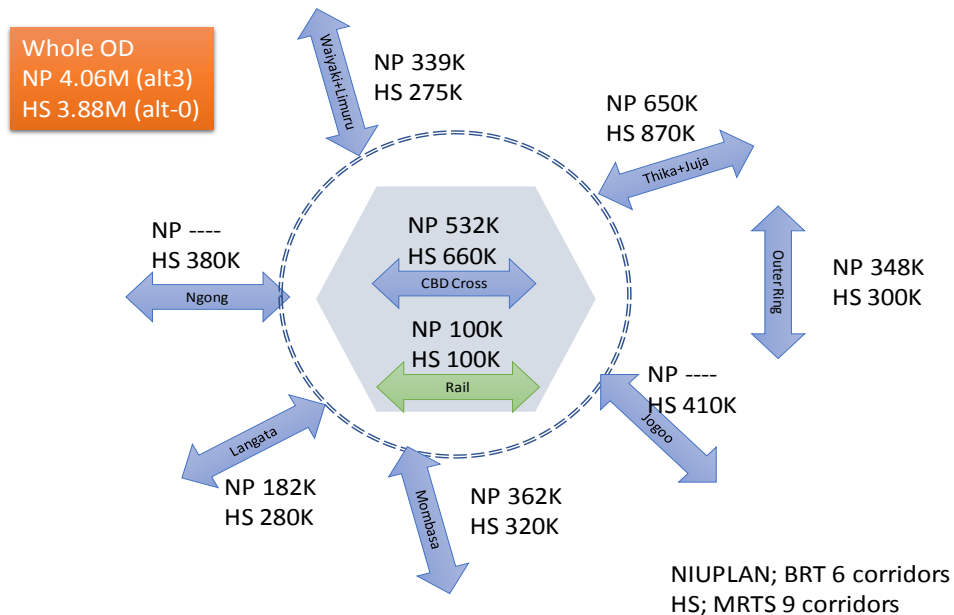 Whole OD
NP 4.06M (alt3)
HS 3.88M (alt-0)
Waiyaki+Limuru
NP 339K
HS 275K
NP 650K
HS 870K
Thika+Juja
NP ----
HS 380K
Ngong
NP 532K
HS 660K
CBD Cross
NP 100K
HS 100K
Rail
Outer Ring
NP 348K
HS 300K
NP ----
HS 410K
Jogoo
Langata
NP 182K
HS 280K
Mombasa
NP 362K
HS 320K
NIUPLAN; BRT 6 corridors
HS; MRTS 9 corridors